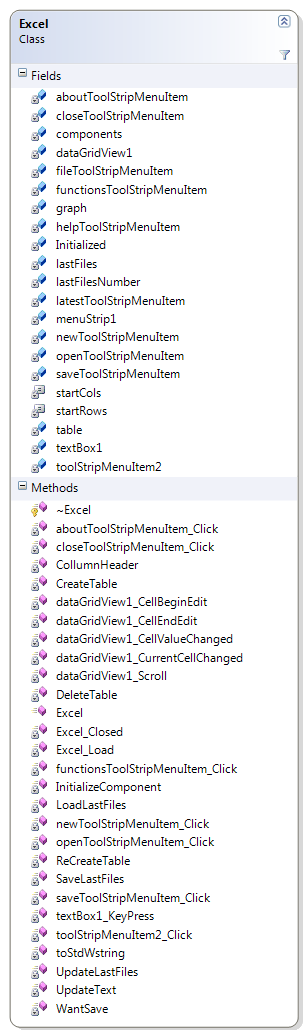 Excel
Class
Fields
aboutToolStripMenuItem
closeToolStripMenuItem
components
dataGridView1
fileToolStripMenuItem
functionsToolStripMenuItem
graph
helpToolStripMenuItem
Initialized
lastFiles
lastFilesNumber
latestToolStripMenuItem
menuStrip1
newToolStripMenuItem
openToolStripMenuItem
saveToolStripMenuItem
startCols
startRows
table
textBox1
toolStripMenuItem2
Methods
~Excel
aboutToolStripMenuItem_Click
closeToolStripMenuItem_Click
CollumnHeader
CreateTable
dataGridView1_CellBeginEdit
dataGridView1_CellEndEdit
dataGridView1_CellValueChanged
dataGridView1_CurrentCellChanged
dataGridView1_Scroll
DeleteTable
Excel
Excel_Closed
Excel_Load
functionsToolStripMenuItem_Click
InitializeComponent
LoadLastFiles
newToolStripMenuItem_Click
openToolStripMenuItem_Click
ReCreateTable
SaveLastFiles
saveToolStripMenuItem_Click
textBox1_KeyPress
toolStripMenuItem2_Click
toStdWstring
UpdateLastFiles
UpdateText
WantSave